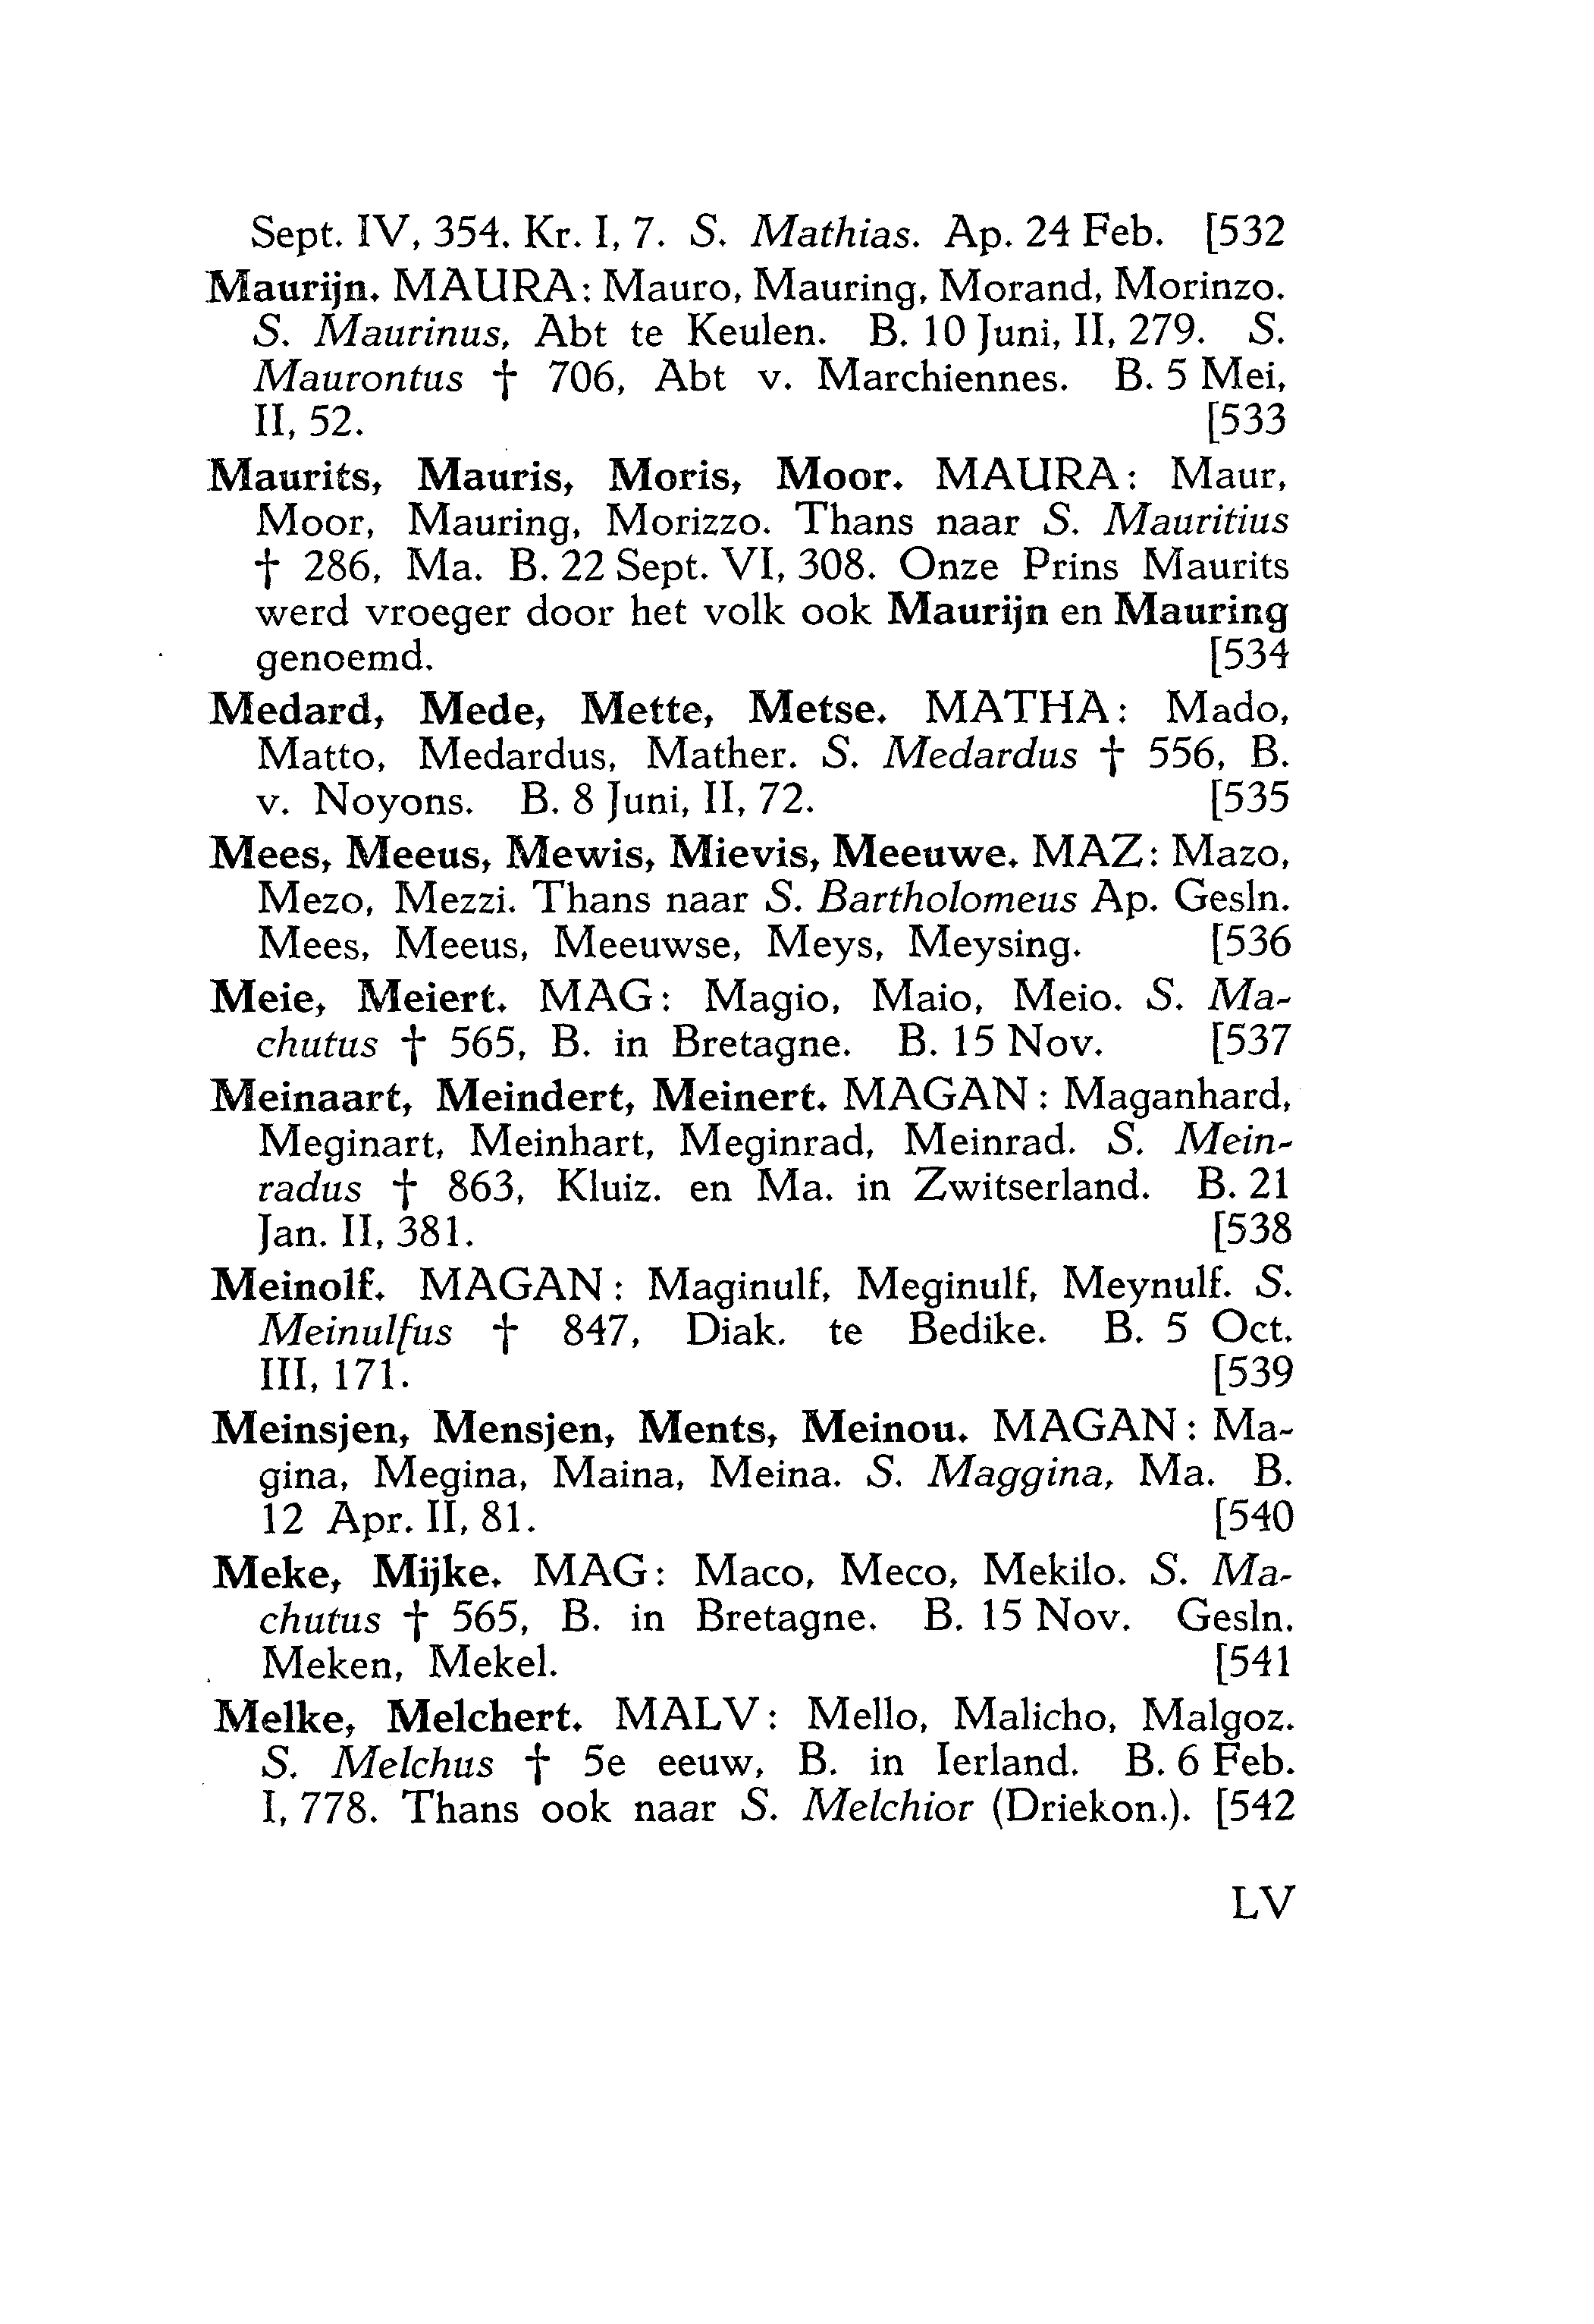 Sept. IV, 354. Kr. I, 7. S. Mathias. Ap. 24 Feb. [532
Maurijn. MAURA: Mauro, Mauring, Morand, Morinzo.
S. Maurinus, Abt te Keulen. B. 10 Juni, II, 279. S.
Maurontus † 706, Abt v. Marchiennes. B. 5 Mei,
II, 52. [533
Maurits, Mauris, Moris, Moor. MAURA: Maur,
Moor, Mauring, Morizzo. Thans naar S. Mauritius
† 286, Ma. B. 22 Sept. VI, 308. Onze Prins Maurits
werd vroeger door het volk ook Maurijn en Mauring
genoemd. [534
Medard, Mede, Mette, Metse. MATHA: Mado,
Matto, Medardus, Mather. S. Medardus † 556, B.
v. Noyons. B. 8 Juni, II, 72. [535
Mees, Meeus, Mewis, Mievis, Meeuwe. MAZ: Mazo,
Mezo, Mezzi. Thans naar S. Bartholomeus Ap. Gesln.
Mees, Meeus, Meeuwse, Meys, Meysing. [536
Meie, Meiert. MAG: Magio, Maio, Meio. S. Ma-
chutus † 565, B. in Bretagne. B. 15 Nov. [537
Meinaart, Meindert, Meinert. MAGAN: Maganhard,
Meginart, Meinhart, Meginrad, Meinrad. S. Mein-
radus † 863, Kluiz. en Ma. in Zwitserland. B. 21
Jan. II, 381. [538
Meinolf. MAGAN: Maginulf, Meginulf, Meynulf. S.
Meinulfus † 847, Diak. te Bedike. B. 5 Oct.
III, 171. [539
Meinsjen, Mensjen, Ments, Meinou. MAGAN: Ma-
gina, Megina, Maina, Meina. S. Maggina, Ma. B.
12 Apr. II, 81. [540
Meke, Mijke. MAG: Maco, Meco, Mekilo. S. Ma-
chutus † 565, B. in Bretagne. B. 15 Nov. Gesln.
Meken, Mekel. [541
Melke, Melchert. MALV: Mello, Malicho, Malgoz.
S. Melchus † 5e eeuw, B. in Ierland. B. 6 Feb.
I, 778. Thans ook naar S. Melchior (Driekon.). [542
LV